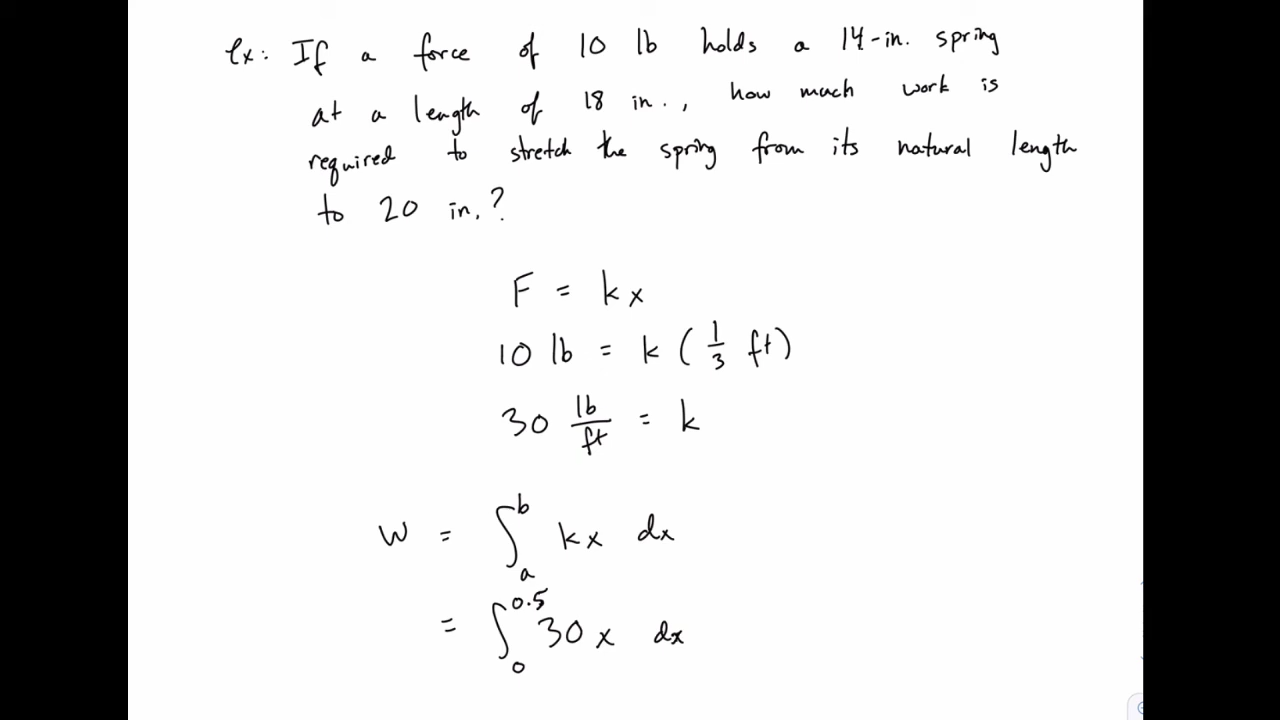 ex: If a force of 10 lb holds a 14-in. spring
at a length of 18 in., how much work is
required to stretch the spring from its natural length
to 20 in.?
F = kx
10 lb = k (1/3 ft)
30 lb/ft = k
W = ∫_a^b kx dx
= ∫_0^0.5 30x dx